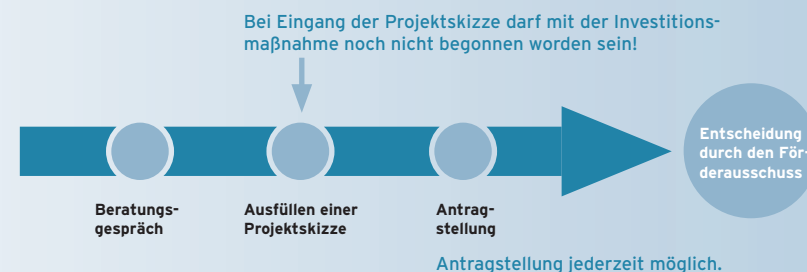 Bei Eingang der Projektskizze darf mit der Investitions-
maßnahme noch nicht begonnen worden sein!
Entscheidung
durch den För-
derausschuss
Beratungs-
gespräch
Ausfüllen einer
Projektskizze
Antrag-
stellung
Antragstellung jederzeit möglich.